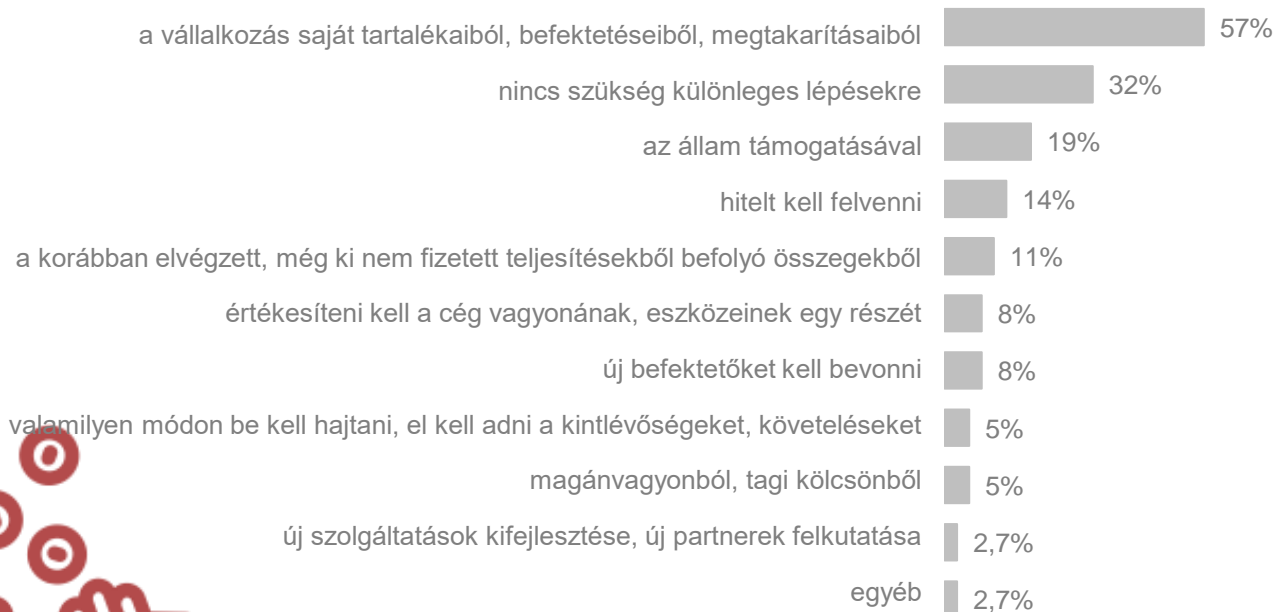 a vállalkozás saját tartalékaiból, befektetéseiből, megtakarításaiból 57%
nincs szükség különleges lépésekre 32%
az állam támogatásával 19%
hitelt kell felvenni 14%
a korábban elvégzett, még ki nem fizetett teljesítésekből befolyó összegekből 11%
értékesíteni kell a cég vagyonának, eszközeinek egy részét 8%
új befektetőket kell bevonni 8%
valamilyen módon be kell hajtani, el kell adni a kintlévőségeket, követeléseket 5%
magánvagyonból, tagi kölcsönből 5%
új szolgáltatások kifejlesztése, új partnerek felkutatása 2,7%
egyéb 2,7%